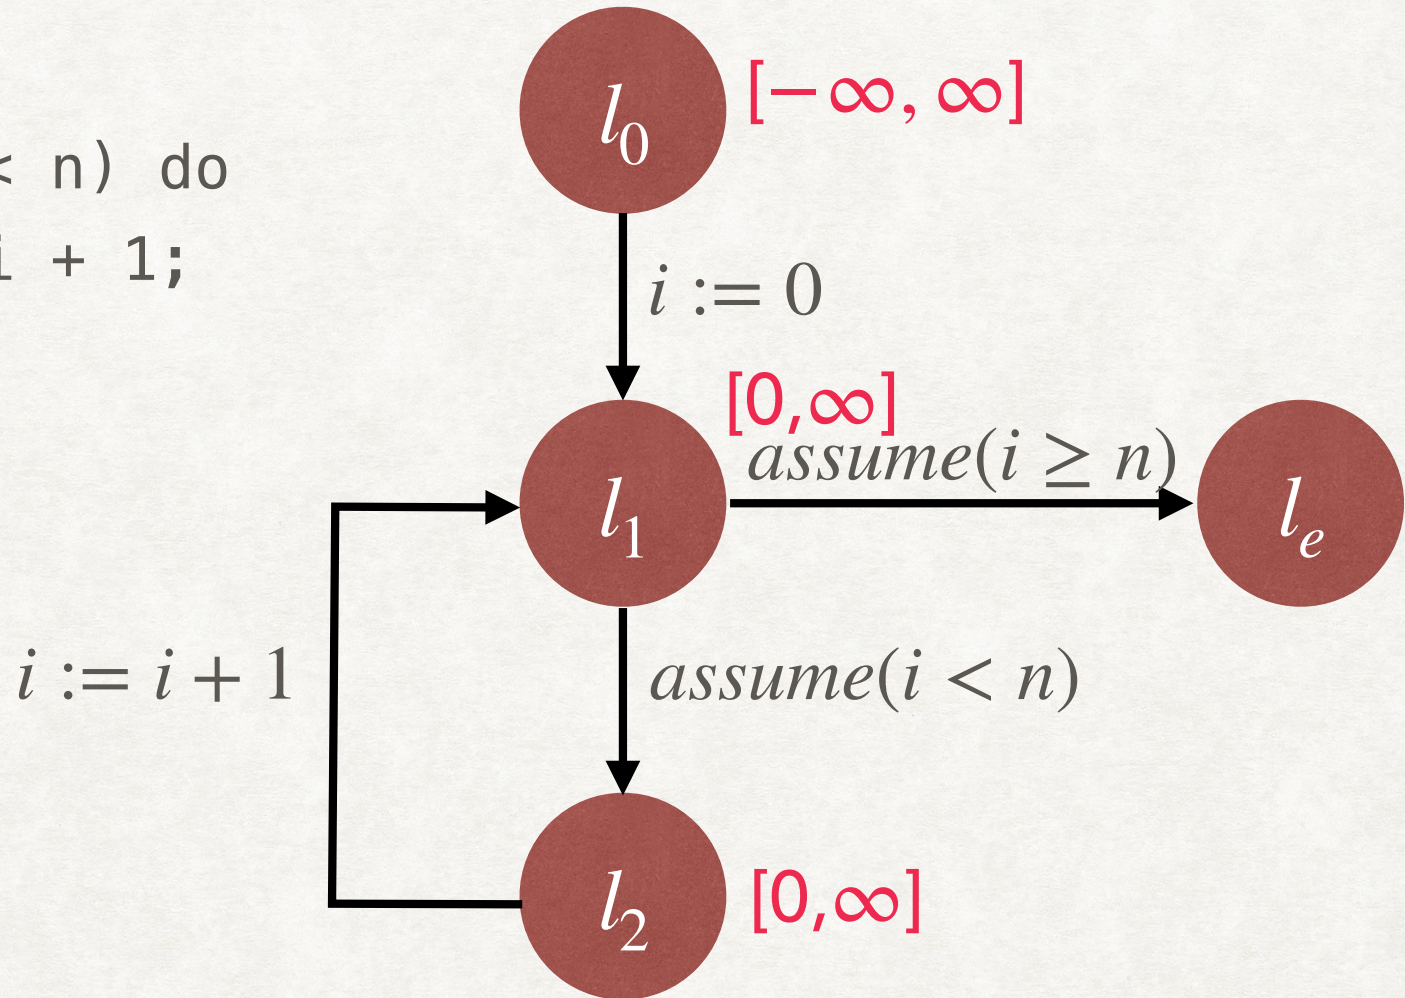 l₀ [−∞, ∞]
< n) do
i + 1;
i := 0
[0,∞]
assume(i ≥ n)
l₁
lₑ
i := i + 1
assume(i < n)
l₂ [0,∞]